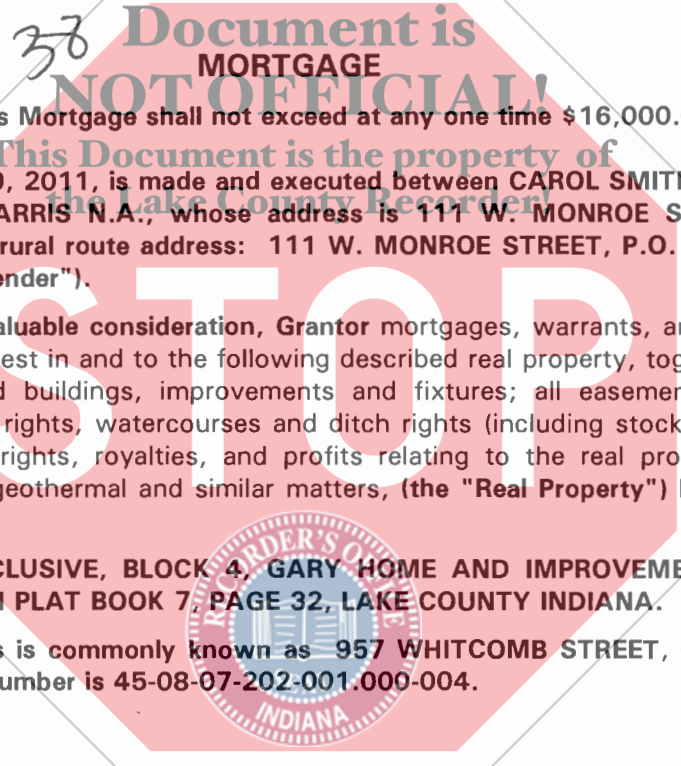 38
Document is
MORTGAGE
NOT OFFICIAL!
s Mortgage shall not exceed at any one time $16,000.
This Document is the property of
, 2011, is made and executed between CAROL SMITH
the Lake County Recorder!
ARRIS N.A., whose address is 111 W. MONROE S
rural route address: 111 W. MONROE STREET, P.O.
ender").
STOP
aluable consideration, Grantor mortgages, warrants, a
est in and to the following described real property, tog
d buildings, improvements and fixtures; all easemen
rights, watercourses and ditch rights (including stock
rights, royalties, and profits relating to the real pro
geothermal and similar matters, (the "Real Property")
CLUSIVE, BLOCK 4, GARY HOME AND IMPROVEME
PLAT BOOK 7, PAGE 32, LAKE COUNTY INDIANA.
s is commonly known as 957 WHITCOMB STREET,
umber is 45-08-07-202-001.000-004.
RECORDER'S OFFICE
INDIANA